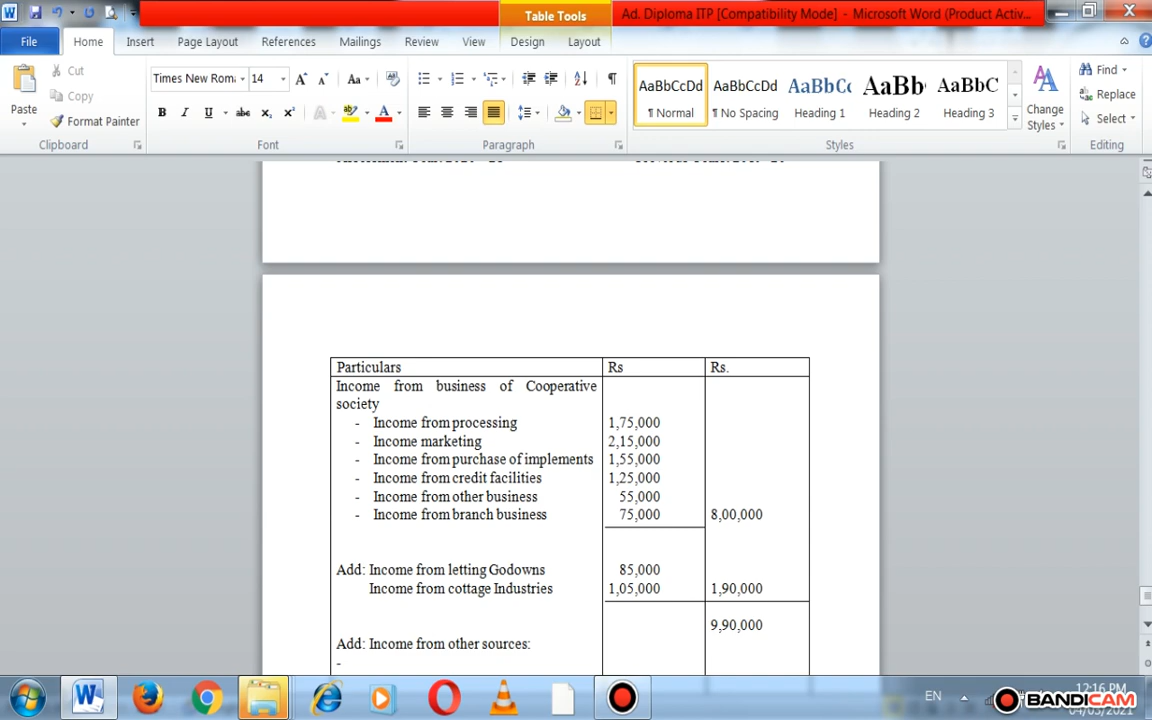 Table Tools
Ad. Diploma ITP [Compatibility Mode] - Microsoft Word (Product Activ...
File Home Insert Page Layout References Mailings Review View Design Layout
Cut
Copy
Format Painter
Paste
Times New Rom 14
AaBbCcDd AaBbCcDd AaBbCc AaBb AaBbC
¶ Normal ¶ No Spacing Heading 1 Heading 2 Heading 3
Change
Styles
Find
Replace
Select
Clipboard Font Paragraph Styles Editing
Particulars Rs Rs.
Income from business of Cooperative
society
- Income from processing 1,75,000
- Income marketing 2,15,000
- Income from purchase of implements 1,55,000
- Income from credit facilities 1,25,000
- Income from other business 55,000
- Income from branch business 75,000 8,00,000
Add: Income from letting Godowns 85,000
Income from cottage Industries 1,05,000 1,90,000
9,90,000
Add: Income from other sources:
-
EN
12:16 PM
BANDICAM